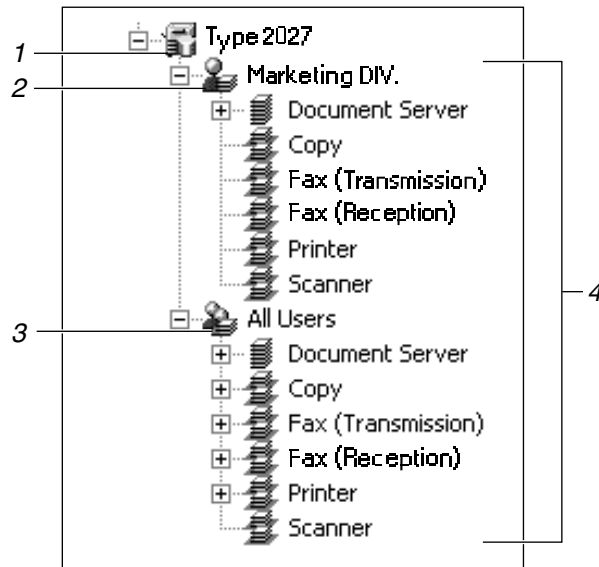 1 Type 2027
2 Marketing DIV.
Document Server
Copy
Fax (Transmission)
Fax (Reception)
Printer
Scanner
4
3 All Users
Document Server
Copy
Fax (Transmission)
Fax (Reception)
Printer
Scanner